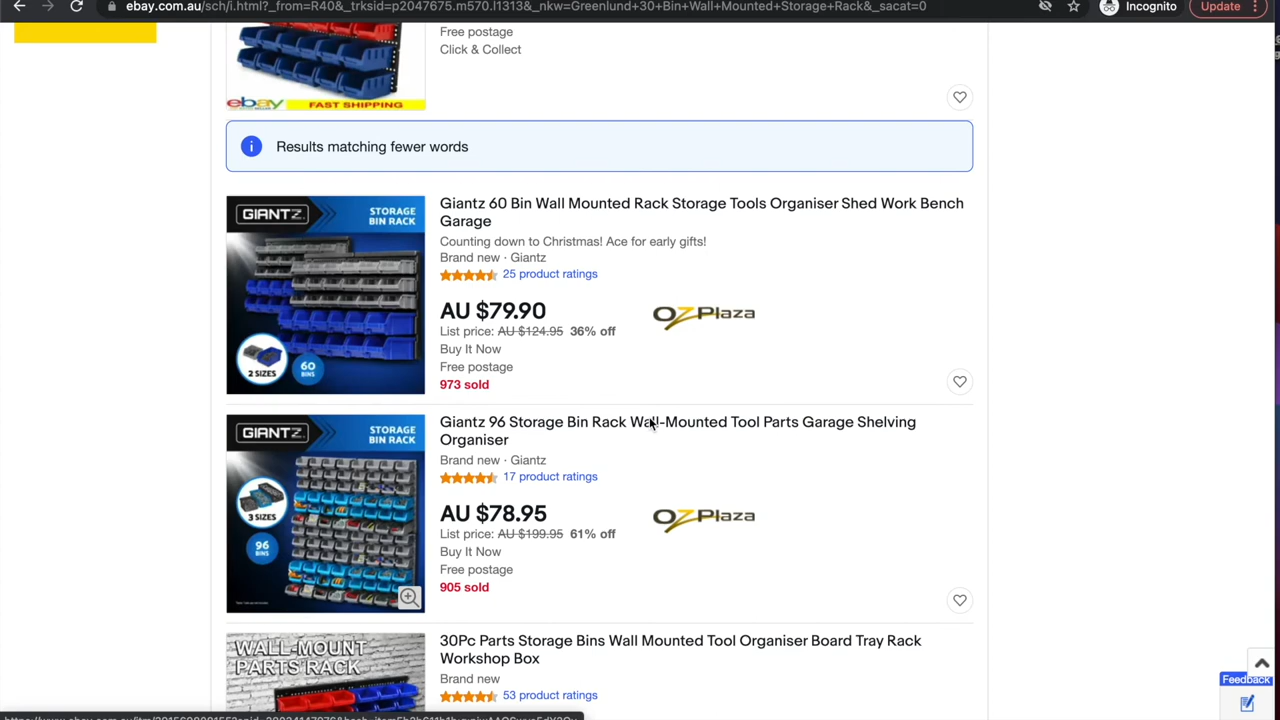 ebay.com.au/sch/i.html?_from=R40&_trksid=p2047675.m570.l1313&_nkw=Greenlund+30+Bin+Wall+Mounted+Storage+Rack&_sacat=0
Incognito
Update
Free postage
Click & Collect
ebay FAST SHIPPING
i Results matching fewer words
GIANTZ
STORAGE
BIN RACK
2 SIZES
60
BINS
Giantz 60 Bin Wall Mounted Rack Storage Tools Organiser Shed Work Bench
Garage
Counting down to Christmas! Ace for early gifts!
Brand new · Giantz
25 product ratings
AU $79.90
OZPlaza
List price: AU $124.95 36% off
Buy It Now
Free postage
973 sold
GIANTZ
STORAGE
BIN RACK
3 SIZES
96
BINS
Giantz 96 Storage Bin Rack Wall-Mounted Tool Parts Garage Shelving
Organiser
Brand new · Giantz
17 product ratings
AU $78.95
OZPlaza
List price: AU $199.95 61% off
Buy It Now
Free postage
905 sold
WALL-MOUNT
PARTS RACK
30Pc Parts Storage Bins Wall Mounted Tool Organiser Board Tray Rack
Workshop Box
Brand new
53 product ratings
Feedback